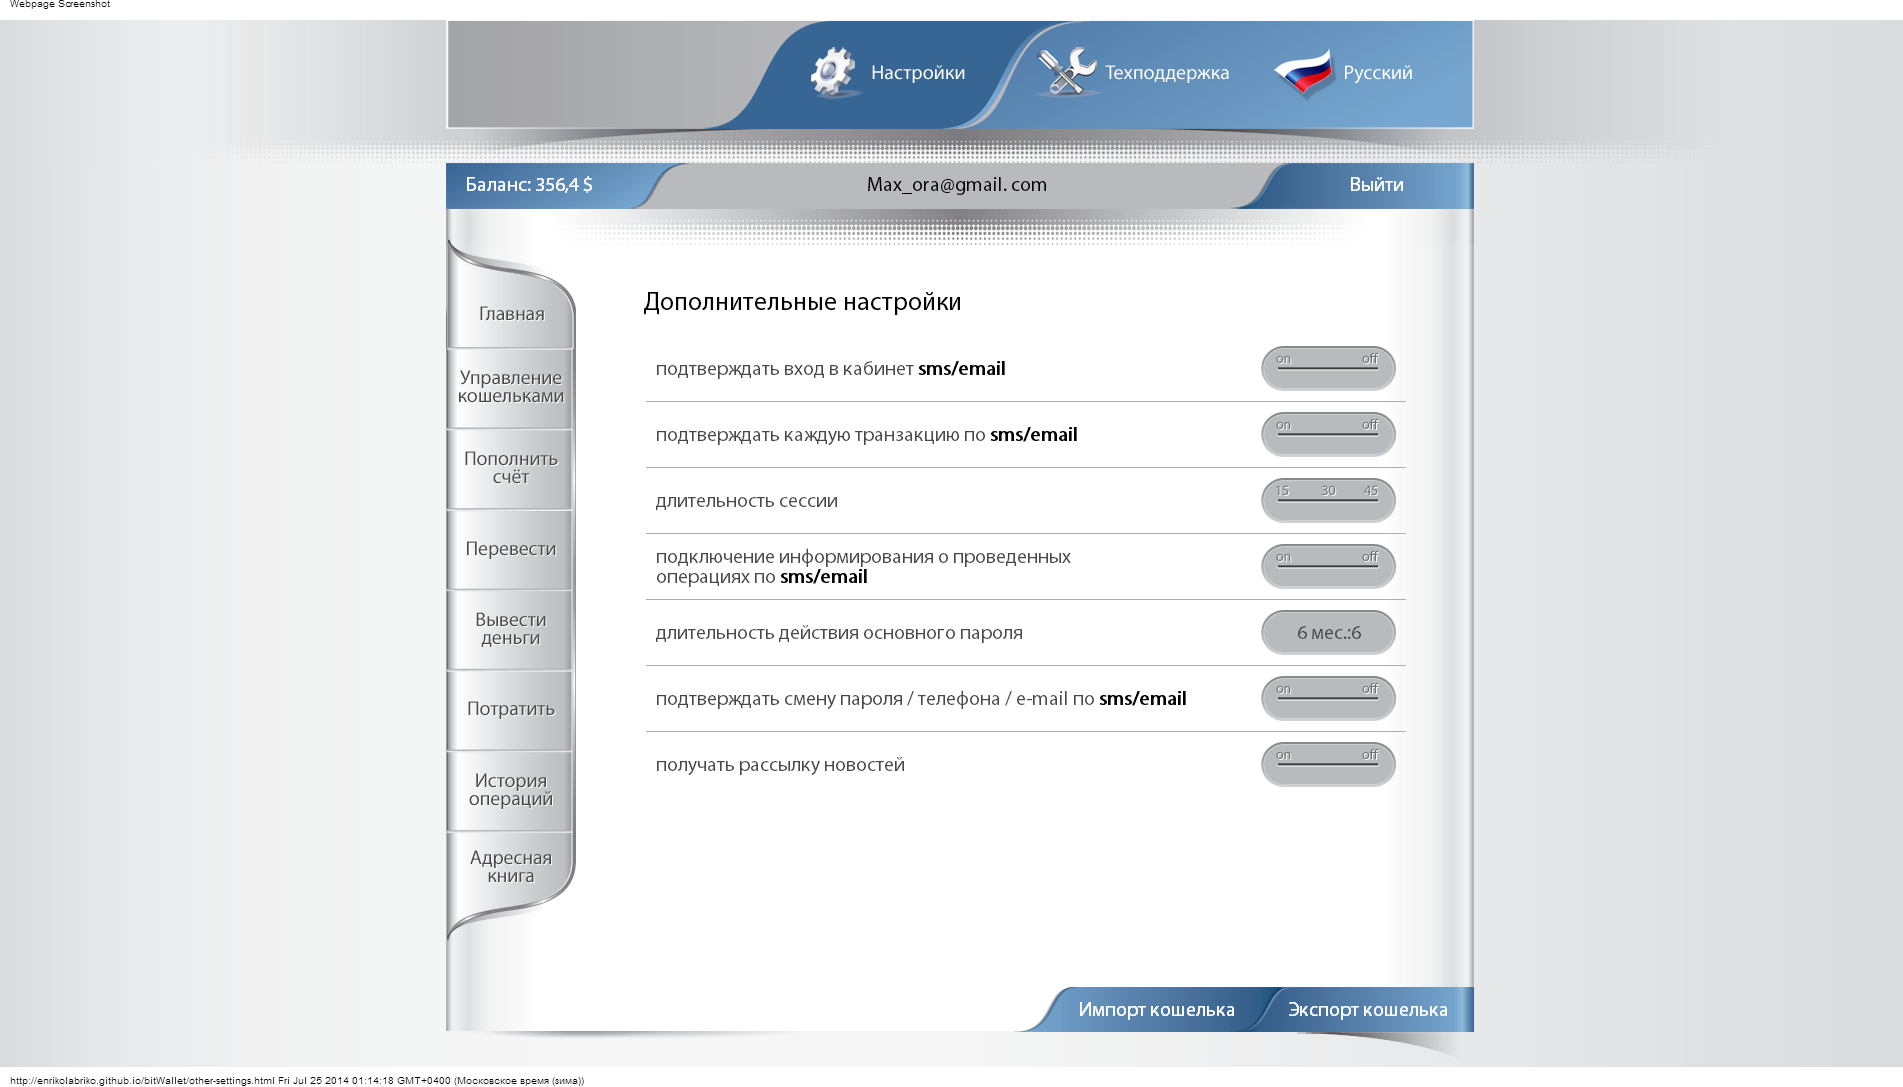 Webpage Screenshot
Настройки
Техподдержка
Русский
Баланс: 356,4 $
Max_ora@gmail. com
Выйти
Главная
Управление
кошельками
Пополнить
счёт
Перевести
Вывести
деньги
Потратить
История
операций
Адресная
книга
Дополнительные настройки
подтверждать вход в кабинет sms/email
on off
подтверждать каждую транзакцию по sms/email
on off
длительность сессии
15 30 45
подключение информирования о проведенных
операциях по sms/email
on off
длительность действия основного пароля
6 мес.:6
подтверждать смену пароля / телефона / e-mail по sms/email
on off
получать рассылку новостей
on off
Импорт кошелька
Экспорт кошелька
http://enrikolabriko.github.io/bitWallet/other-settings.html Fri Jul 25 2014 01:14:18 GMT+0400 (Московское время (зима))